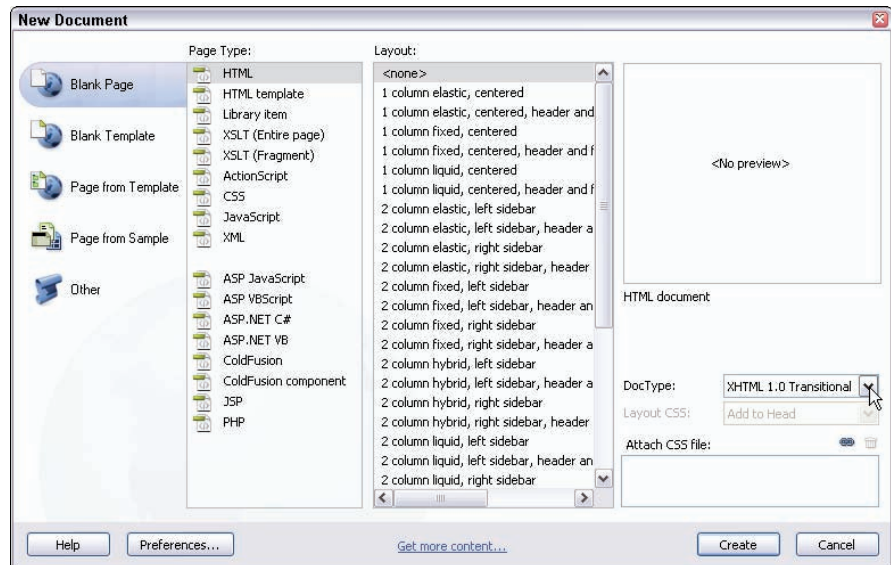 New Document
Blank Page
Blank Template
Page from Template
Page from Sample
Other
Page Type:
HTML
HTML template
Library item
XSLT (Entire page)
XSLT (Fragment)
ActionScript
CSS
JavaScript
XML
ASP JavaScript
ASP VBScript
ASP.NET C#
ASP.NET VB
ColdFusion
ColdFusion component
JSP
PHP
Layout:
<none>
1 column elastic, centered
1 column elastic, centered, header and
1 column fixed, centered
1 column fixed, centered, header and f
1 column liquid, centered
1 column liquid, centered, header and f
2 column elastic, left sidebar
2 column elastic, left sidebar, header a
2 column elastic, right sidebar
2 column elastic, right sidebar, header
2 column fixed, left sidebar
2 column fixed, left sidebar, header an
2 column fixed, right sidebar
2 column fixed, right sidebar, header a
2 column hybrid, left sidebar
2 column hybrid, left sidebar, header a
2 column hybrid, right sidebar
2 column hybrid, right sidebar, header
2 column liquid, left sidebar
2 column liquid, left sidebar, header an
2 column liquid, right sidebar
<No preview>
HTML document
DocType: XHTML 1.0 Transitional
Layout CSS: Add to Head
Attach CSS file:
Help Preferences... Get more content... Create Cancel